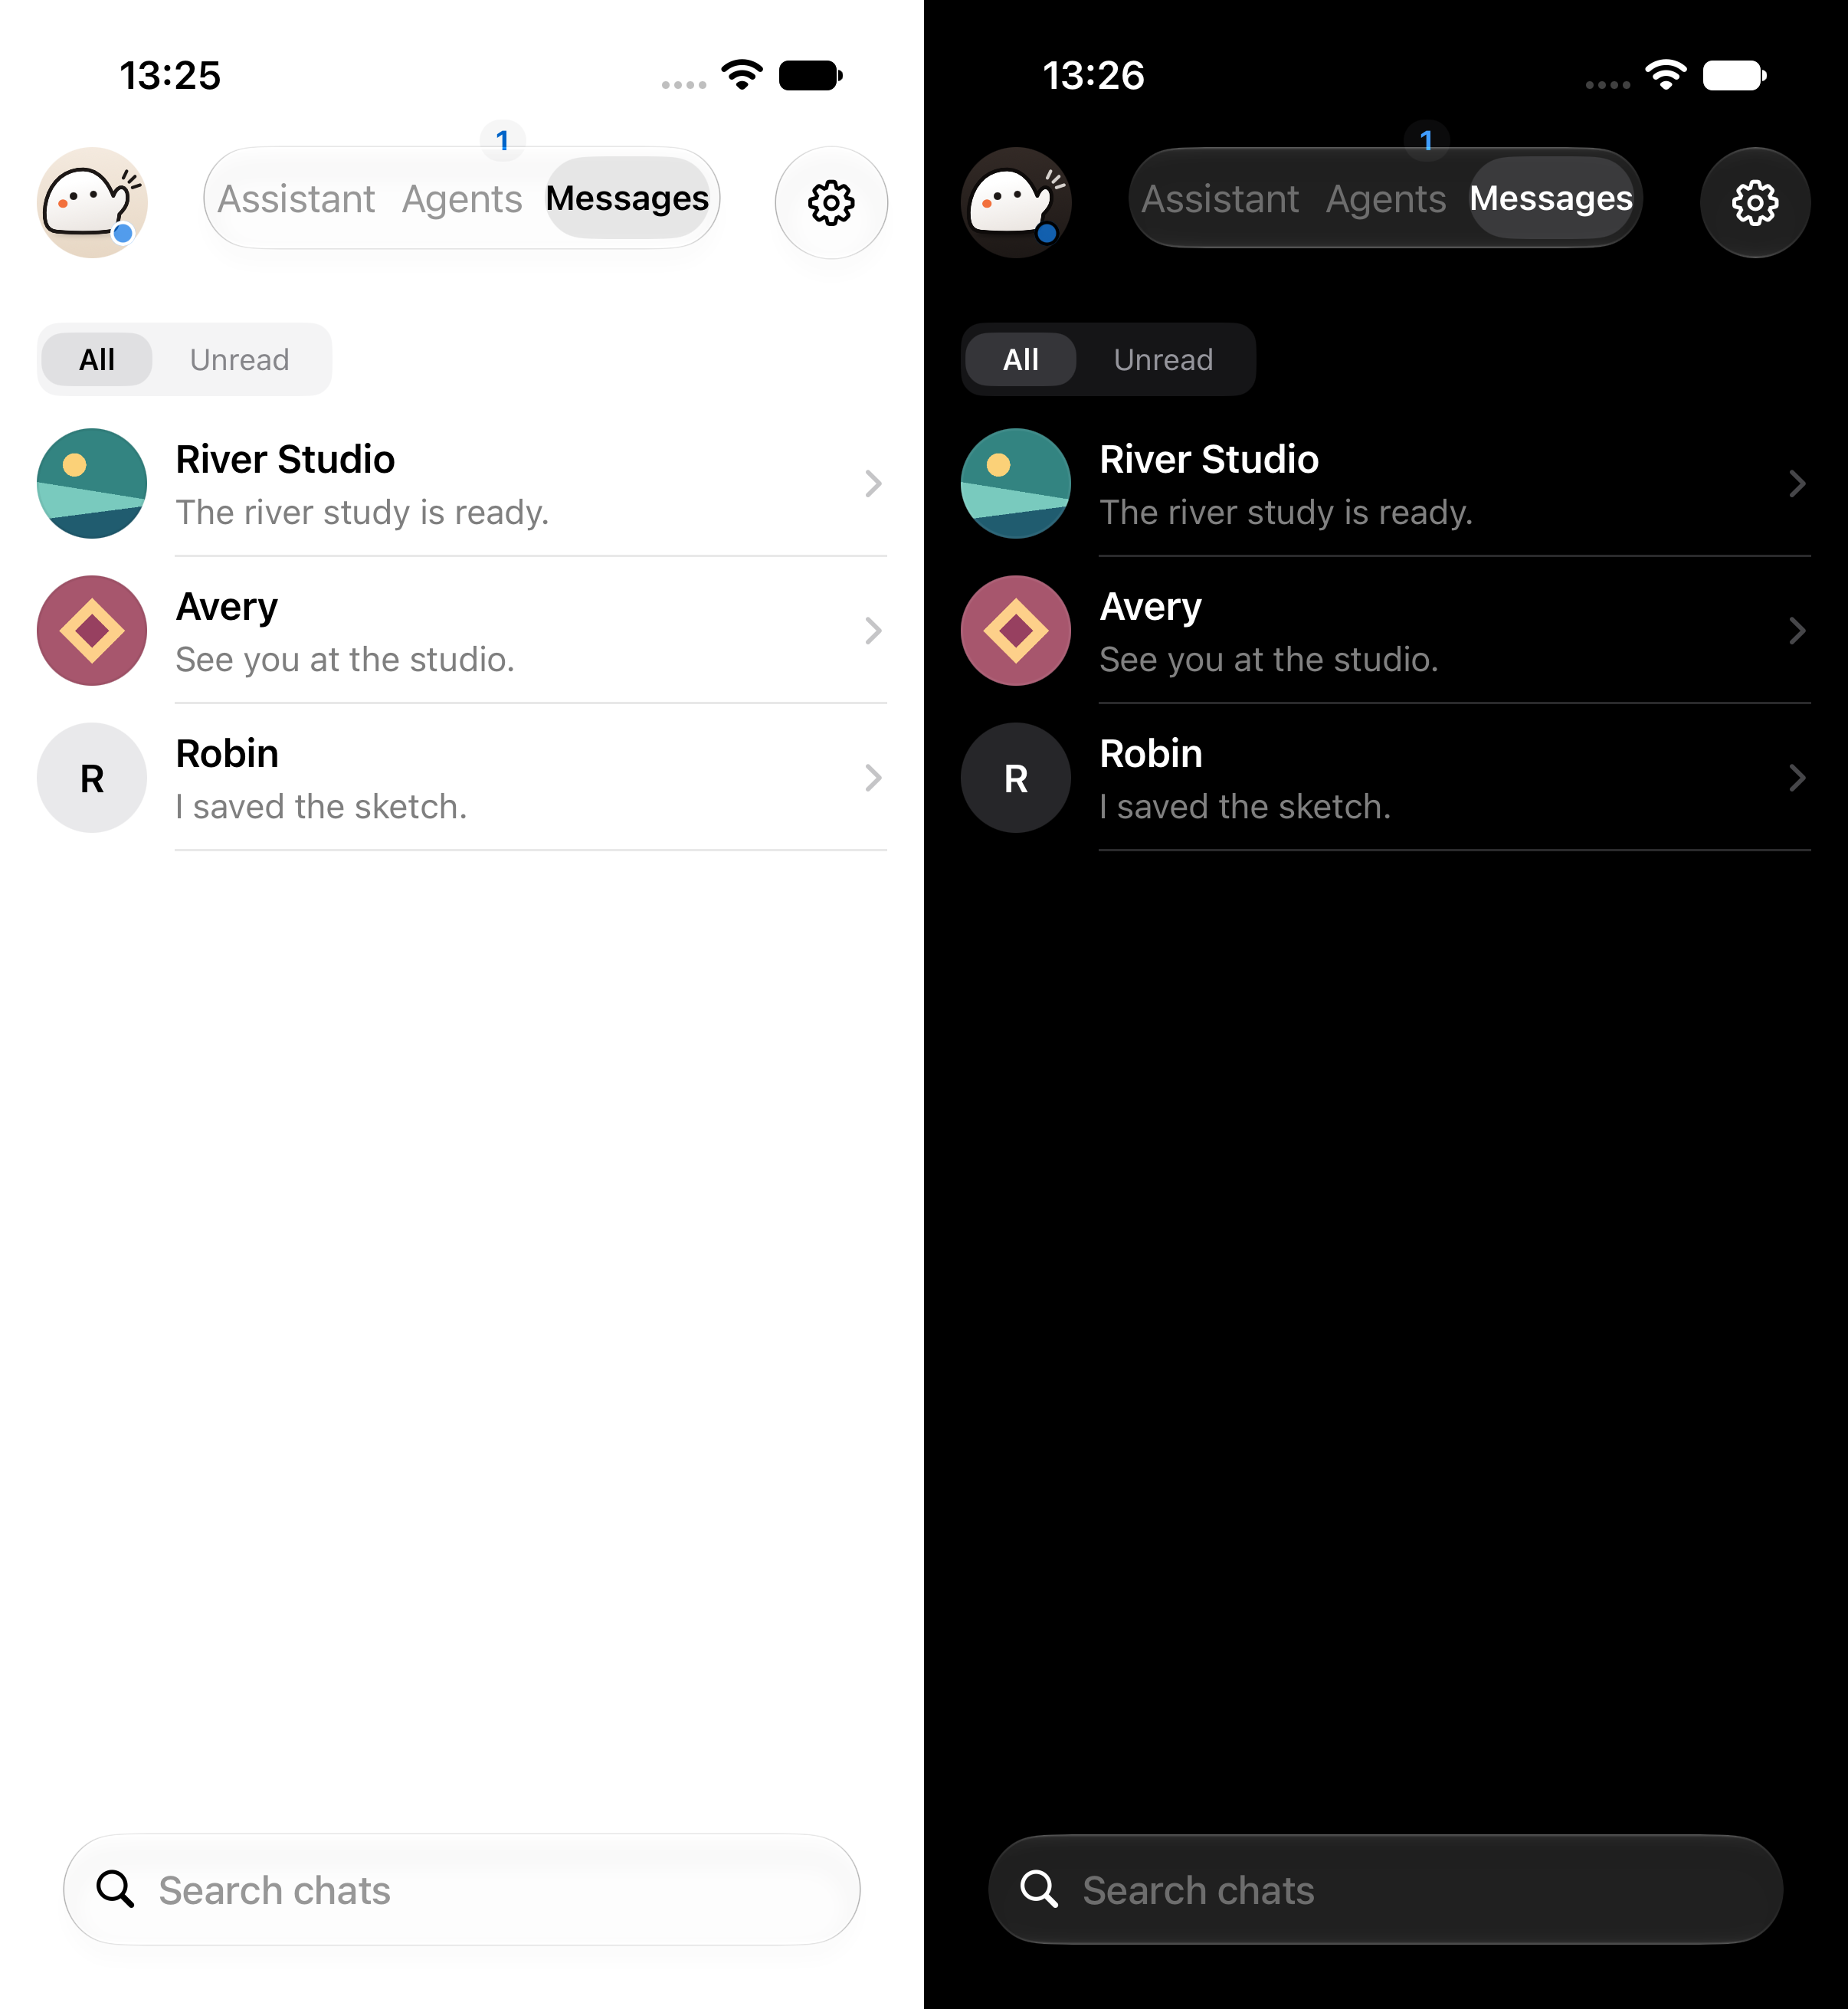 13:25
1
Assistant Agents Messages
All Unread
River Studio
The river study is ready.
Avery
See you at the studio.
R
Robin
I saved the sketch.
Search chats
13:26
1
Assistant Agents Messages
All Unread
River Studio
The river study is ready.
Avery
See you at the studio.
R
Robin
I saved the sketch.
Search chats